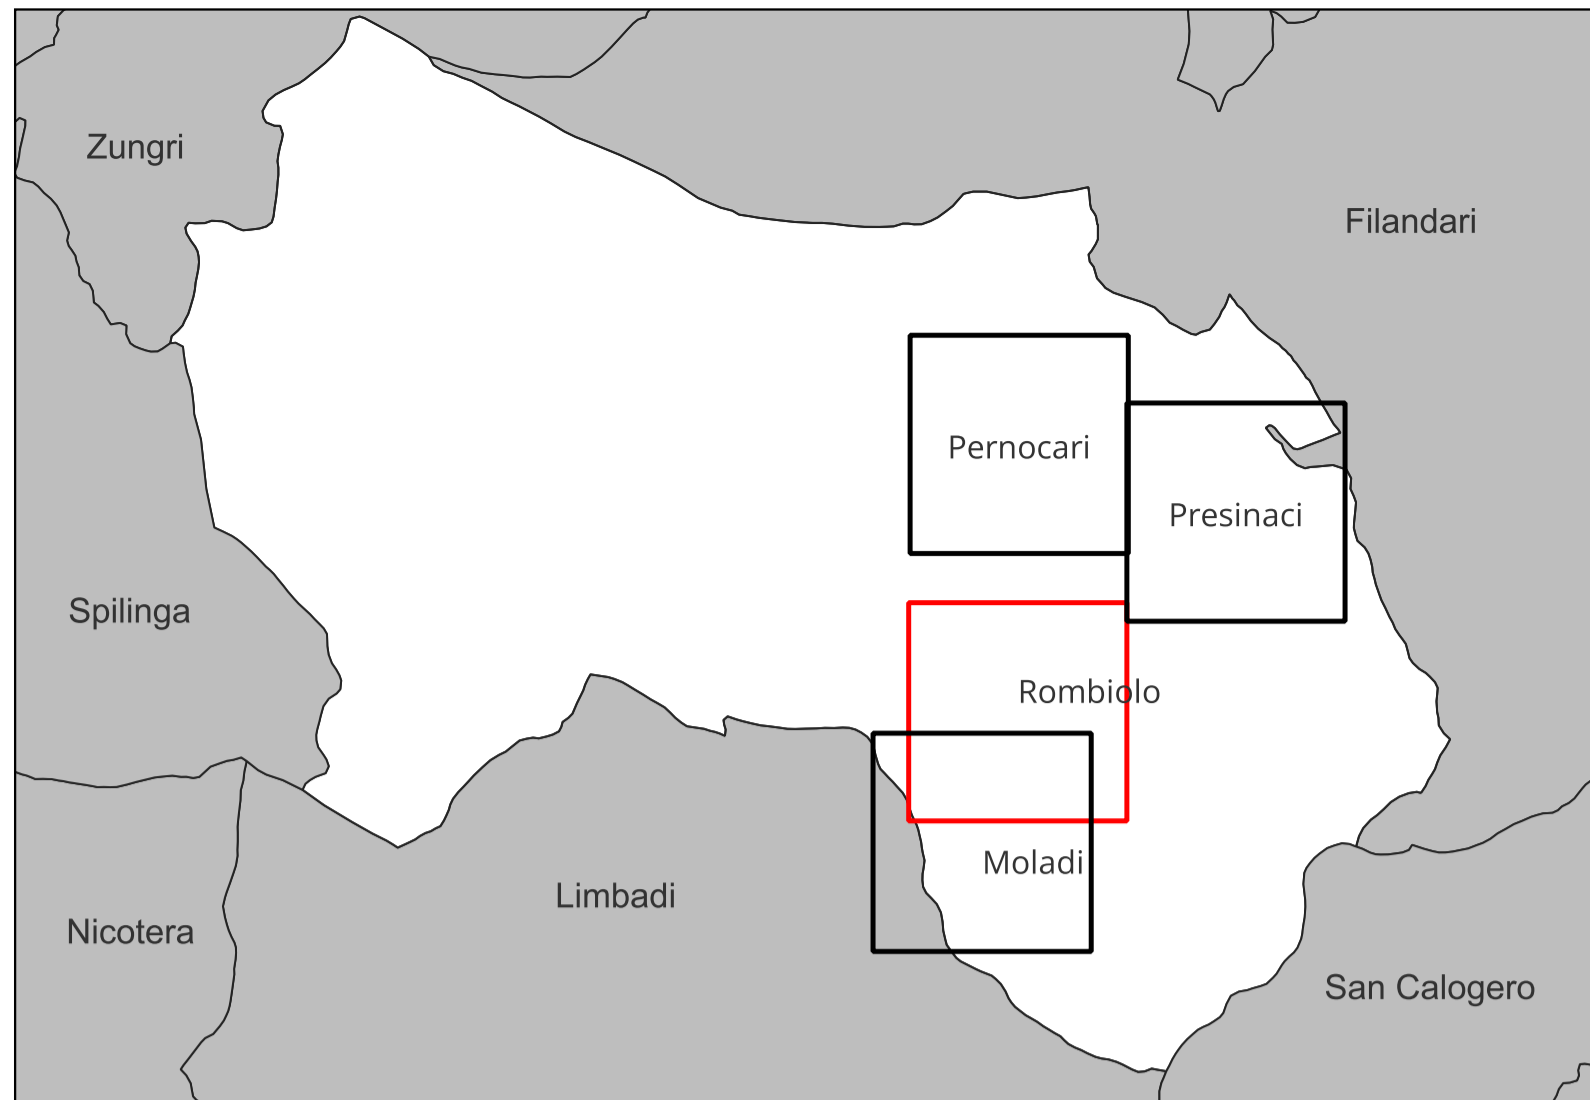 Zungri
Filandari
Pernocari
Presinaci
Spilinga
Rombiolo
Moladi
Limbadi
Nicotera
San Calogero